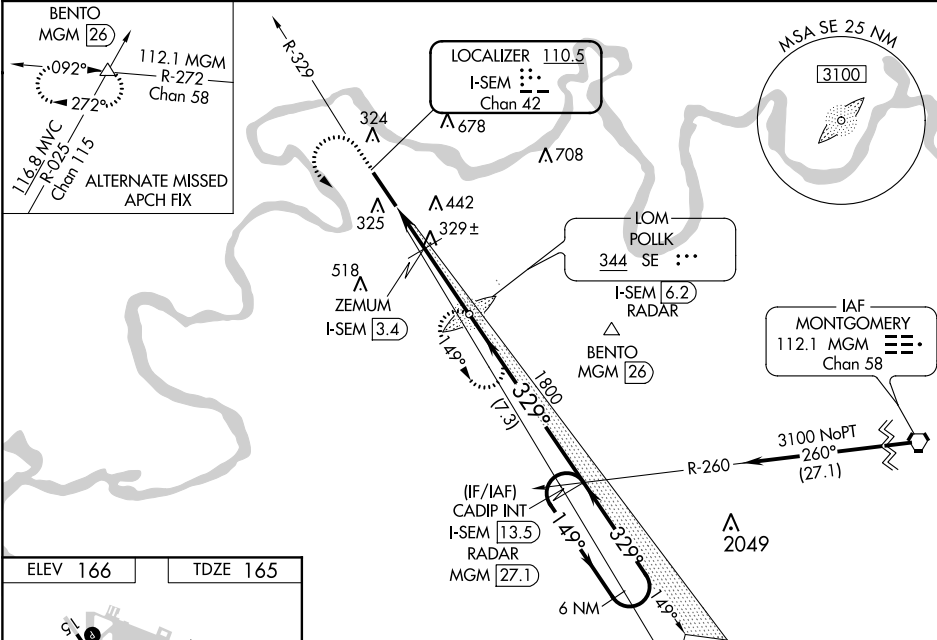 BENTO
MGM 26
112.1 MGM
R-272
Chan 58
092°
272°
116.8 MVC
R-025
Chan 115
ALTERNATE MISSED
APCH FIX
R-329
LOCALIZER 110.5
I-SEM
Chan 42
MSA SE 25 NM
3100
324
678
708
325
442
329±
518
ZEMUM
I-SEM 3.4
LOM
POLLK
344 SE
I-SEM 6.2
RADAR
BENTO
MGM 26
IAF
MONTGOMERY
112.1 MGM
Chan 58
149°
(7.3)
1800
329°
3100 NoPT
260°
(27.1)
R-260
(IF/IAF)
CADIP INT
I-SEM 13.5
RADAR
MGM 27.1
149°
329°
149°
6 NM
2049
ELEV 166
TDZE 165
15
P